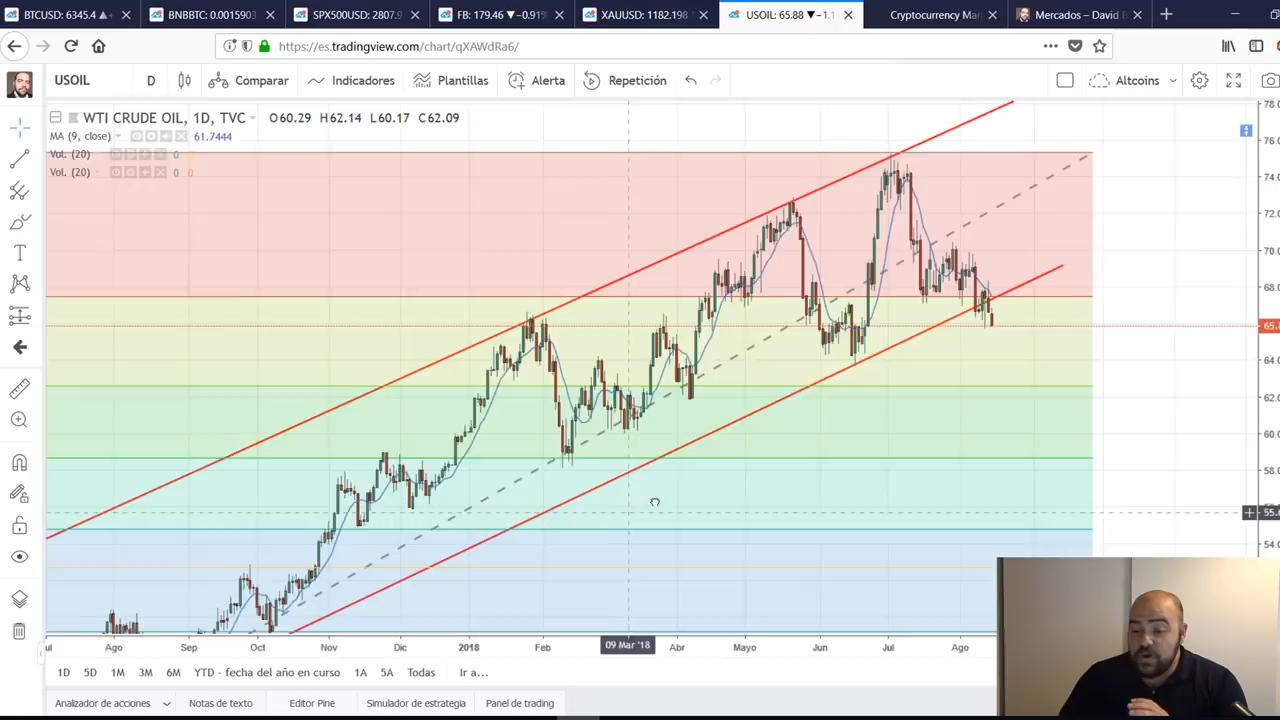 BTCUSD: 6345.4
BNBBTC: 0.001590
SPX500USD: 2807.9
FB: 179.46 ▼−0.91%
XAUUSD: 1182.198
USOIL: 65.88 ▼−1.1
Cryptocurrency Mar
Mercados – David B
https://es.tradingview.com/chart/qXAWdRa6/
USOIL D Comparar Indicadores Plantillas Alerta Repetición Altcoins
WTI CRUDE OIL, 1D, TVC O60.29 H62.14 L60.17 C62.09
MA (9, close) 61.7444
Vol. (20) 0
Vol. (20) 0 0
78.0
76.0
74.0
72.0
70.0
68.0
65.8
64.0
62.0
60.0
58.0
55.0
54.0
Ago Sep Oct Nov Dic 2018 Feb 09 Mar '18 Abr Mayo Jun Jul Ago
1D 5D 1M 3M 6M YTD - fecha del año en curso 1A 5A Todas Ir a...
Analizador de acciones Notas de texto Editor Pine Simulador de estrategia Panel de trading